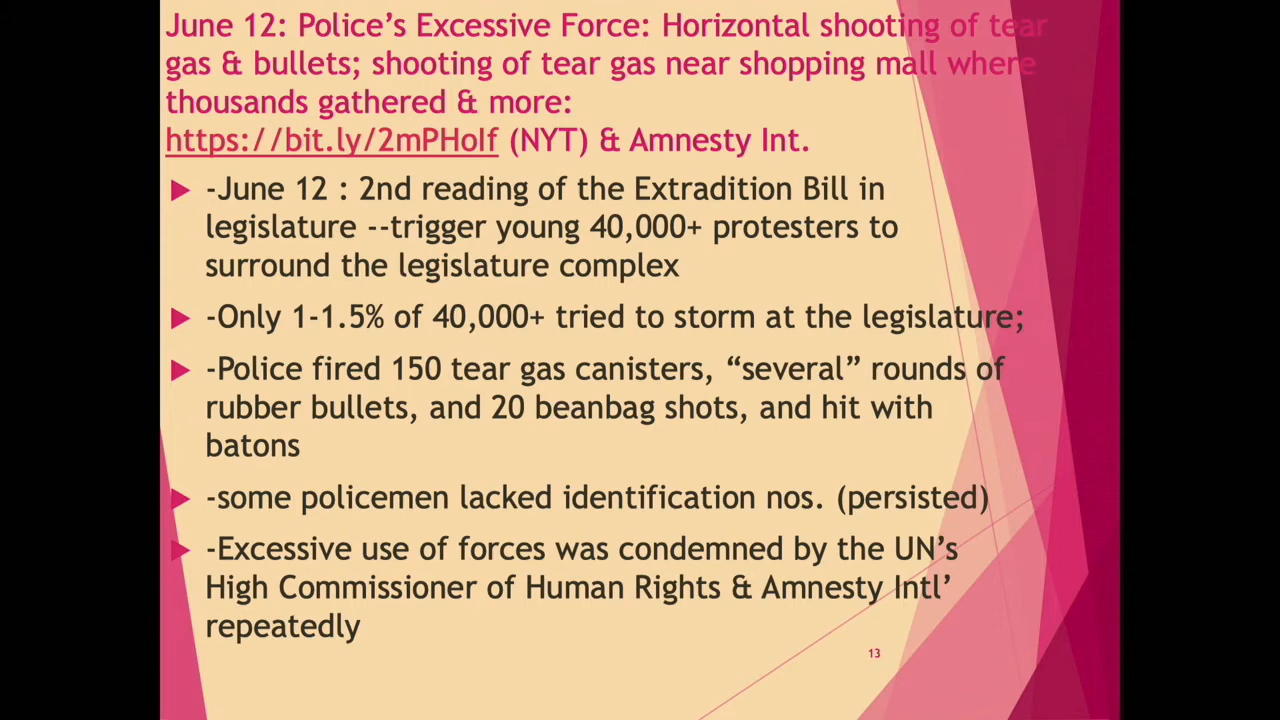 June 12: Police’s Excessive Force: Horizontal shooting of tear
gas & bullets; shooting of tear gas near shopping mall where
thousands gathered & more:
https://bit.ly/2mPHoIf (NYT) & Amnesty Int.
-June 12 : 2nd reading of the Extradition Bill in
legislature --trigger young 40,000+ protesters to
surround the legislature complex
-Only 1-1.5% of 40,000+ tried to storm at the legislature;
-Police fired 150 tear gas canisters, “several” rounds of
rubber bullets, and 20 beanbag shots, and hit with
batons
-some policemen lacked identification nos. (persisted)
-Excessive use of forces was condemned by the UN’s
High Commissioner of Human Rights & Amnesty Intl’
repeatedly
13